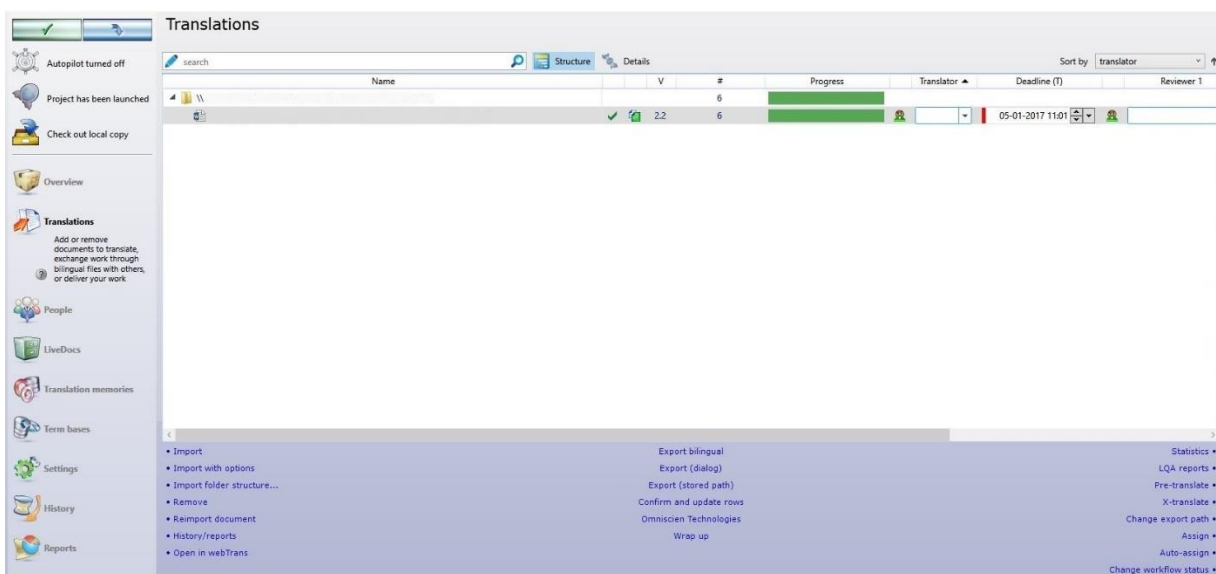 Translations
Autopilot turned off
search
Structure
Details
Sort by
translator
Name
V
#
Progress
Translator
Deadline (T)
Reviewer 1
Project has been launched
\\
6
2.2
6
05-01-2017 11:01
Check out local copy
Overview
Translations
Add or remove
documents to translate,
exchange work through
bilingual files with others,
or deliver your work
People
LiveDocs
Translation memories
Term bases
Settings
History
Reports
• Import
• Import with options
• Import folder structure...
• Remove
• Reimport document
• History/reports
• Open in webTrans
Export bilingual
Export (dialog)
Export (stored path)
Confirm and update rows
Omniscien Technologies
Wrap up
Statistics •
LQA reports •
Pre-translate •
X-translate •
Change export path •
Assign •
Auto-assign •
Change workflow status •